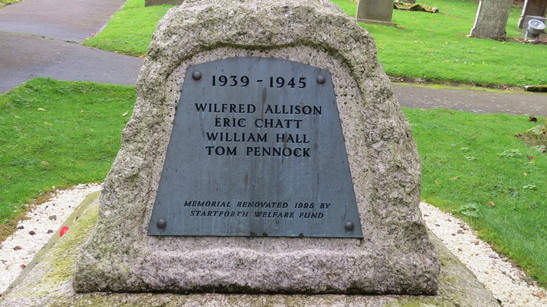 1939 - 1945
WILFRED ALLISON
ERIC CHATT
WILLIAM HALL
TOM PENNOCK
MEMORIAL RENOVATED 1985 BY
STARTFORTH WELFARE FUND